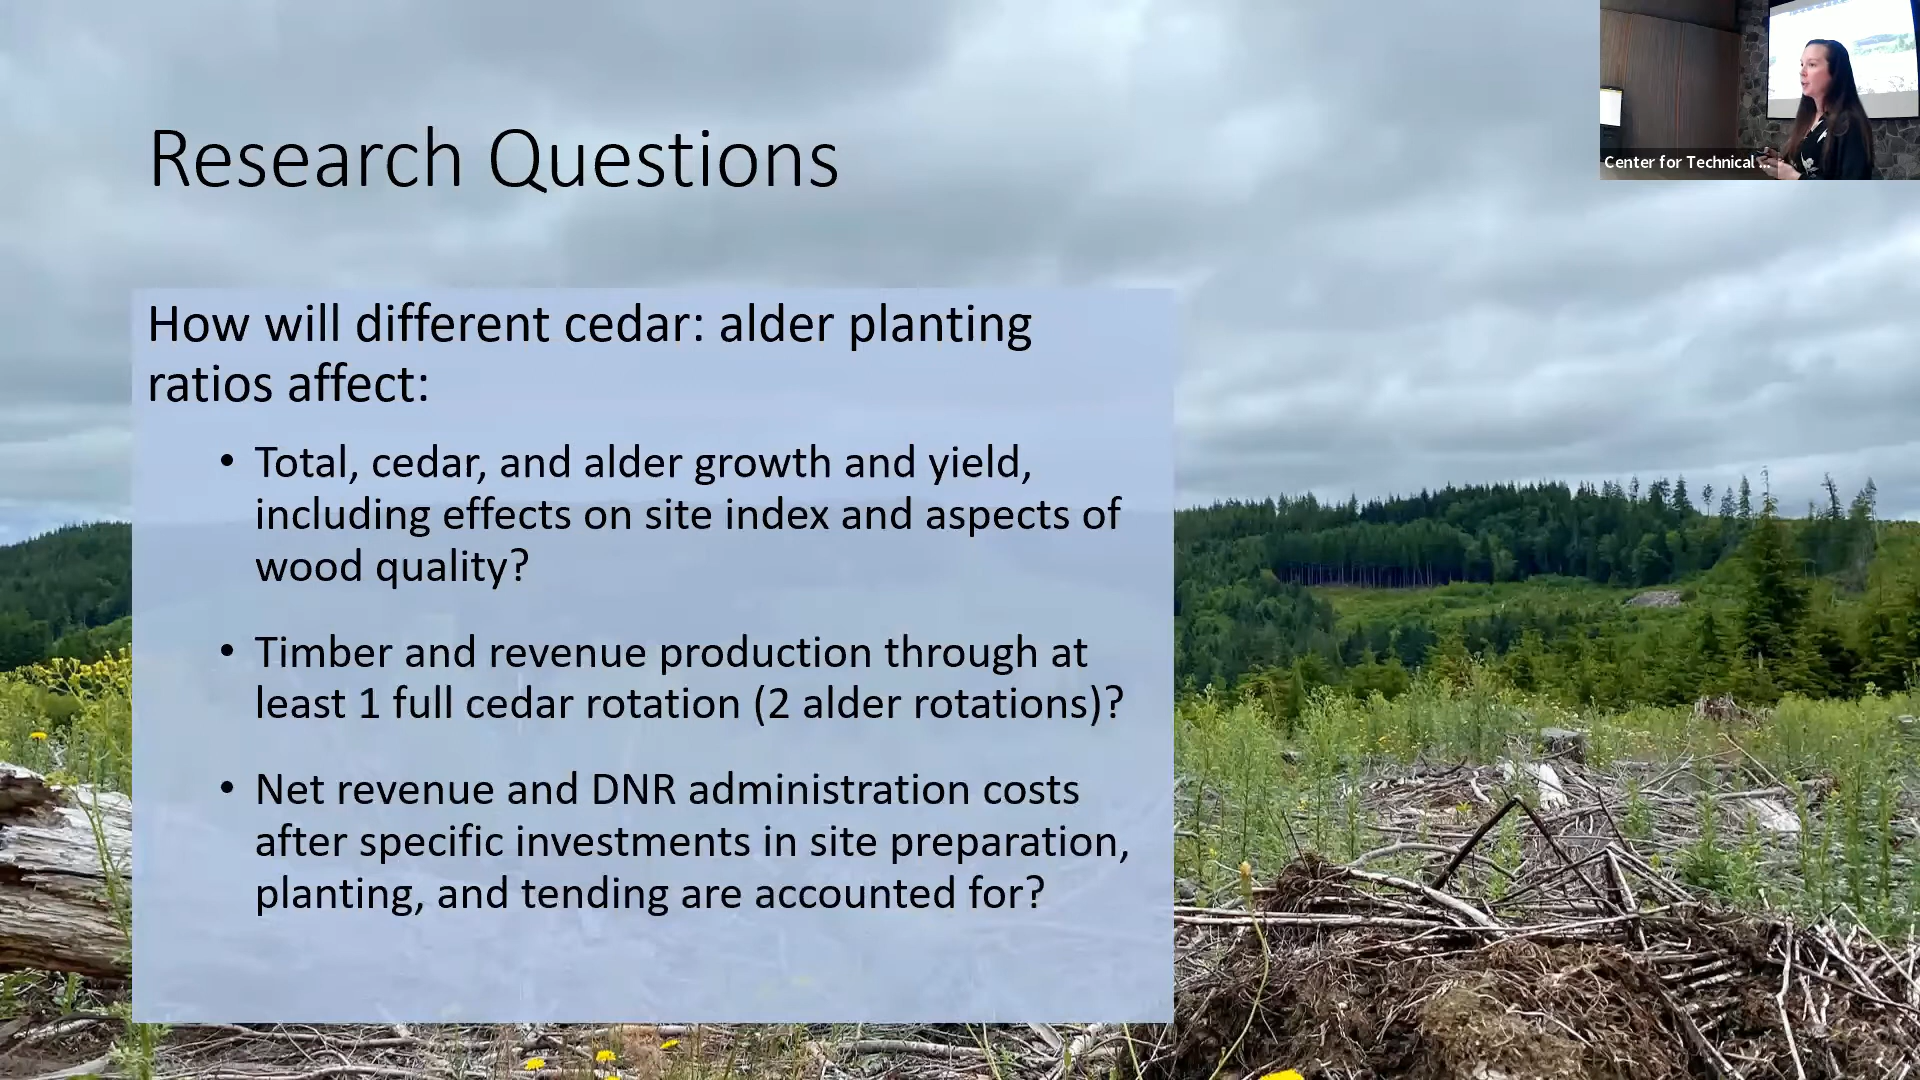 Research Questions
Center for Technical ...
How will different cedar: alder planting
ratios affect:
• Total, cedar, and alder growth and yield,
including effects on site index and aspects of
wood quality?
• Timber and revenue production through at
least 1 full cedar rotation (2 alder rotations)?
• Net revenue and DNR administration costs
after specific investments in site preparation,
planting, and tending are accounted for?